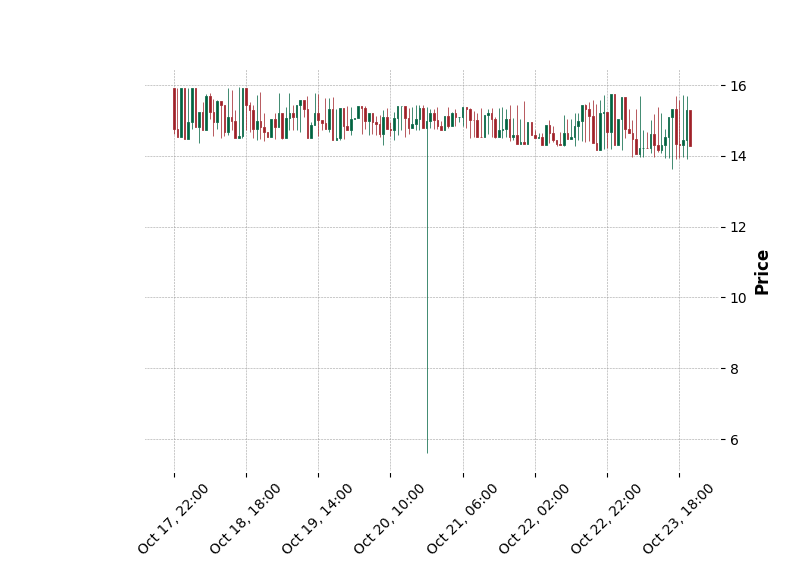 16
14
12
10
8
6
Price
Oct 17, 22:00
Oct 18, 18:00
Oct 19, 14:00
Oct 20, 10:00
Oct 21, 06:00
Oct 22, 02:00
Oct 22, 22:00
Oct 23, 18:00